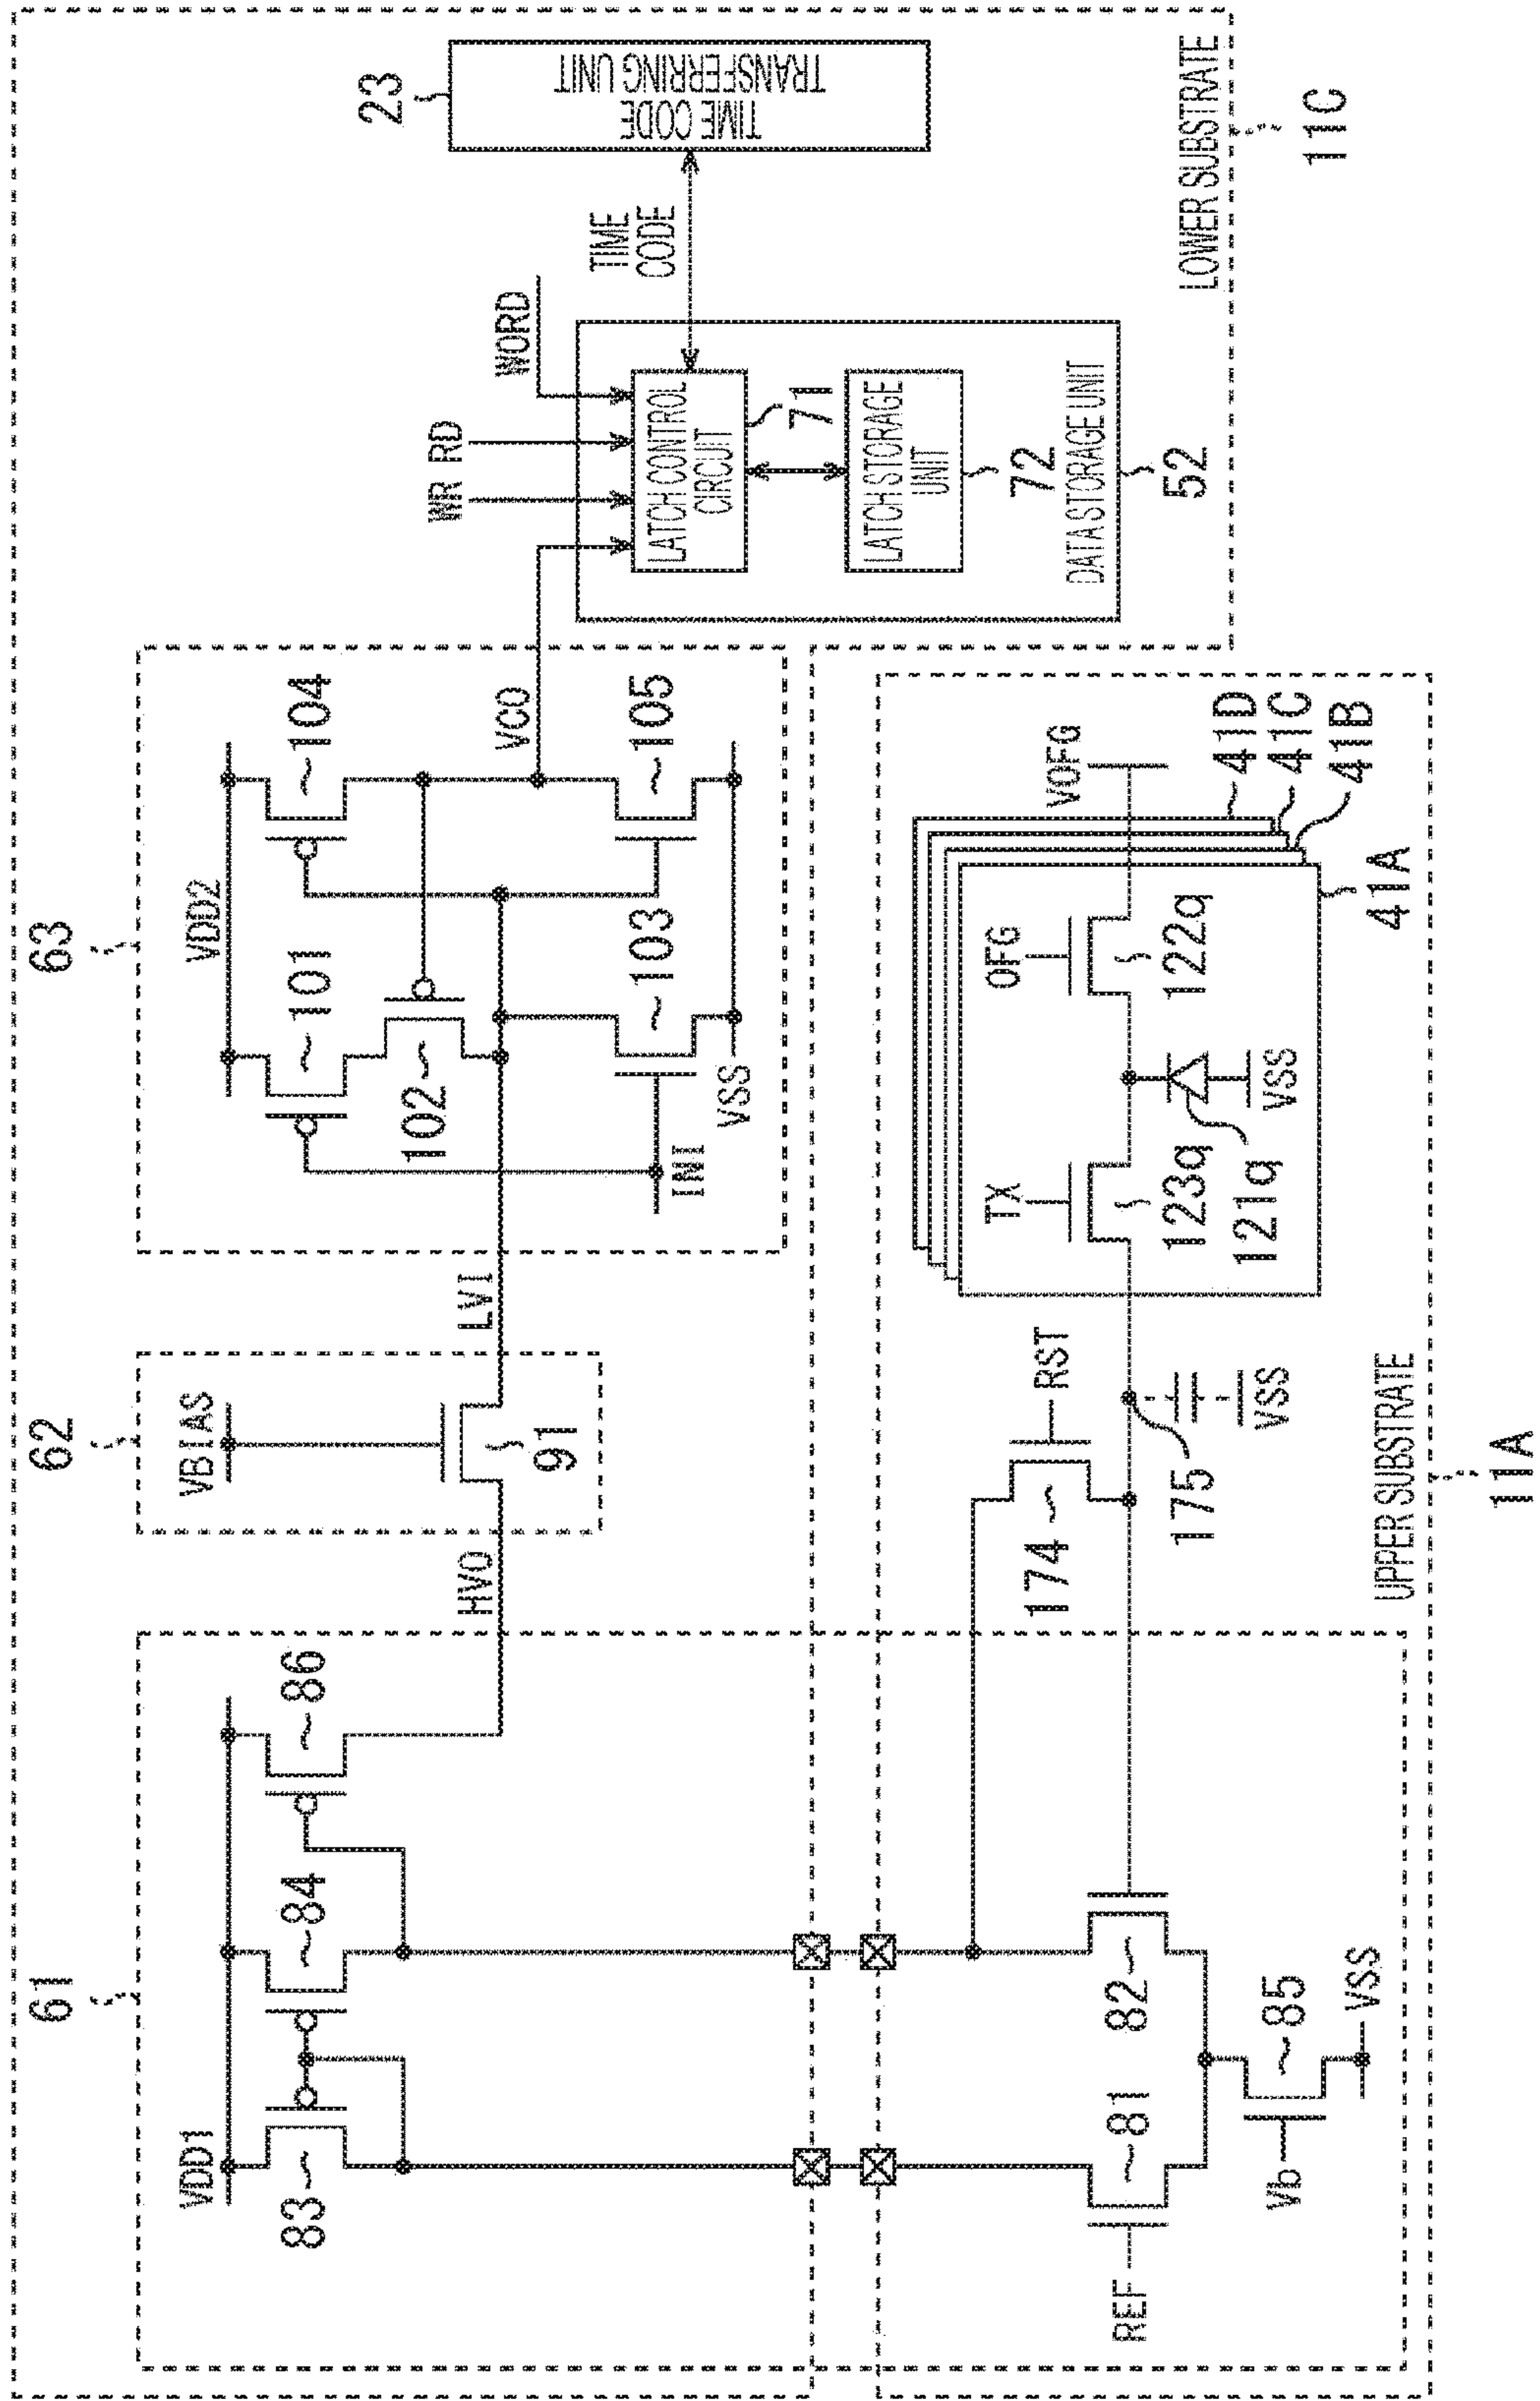 61
VDD1
83
84
86
HVO
62
VBIAS
91
LVI
63
VDD2
101
102
104
103
105
INI
VSS
VCO
WR
RD
WORD
TIME
CODE
23
TIME CODE
TRANSFERRING UNIT
LATCH CONTROL
CIRCUIT
71
LATCH STORAGE
UNIT
72
DATA STORAGE UNIT
52
LOWER SUBSTRATE
11C
REF
81
82
Vb
85
VSS
174
RST
175
VSS
TX
123q
121q
VSS
OFG
122q
VOFG
41D
41C
41B
41A
UPPER SUBSTRATE
11A